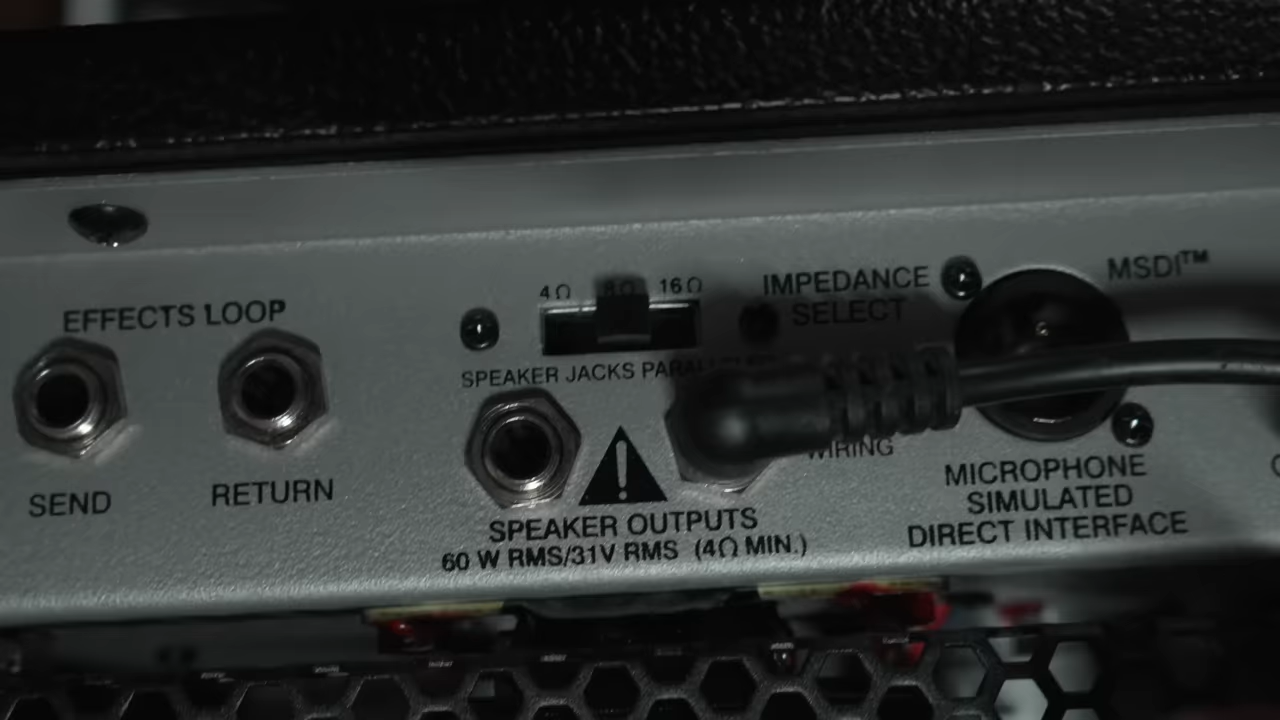 EFFECTS LOOP
SEND
RETURN
4Ω 8Ω 16Ω
IMPEDANCE
SELECT
SPEAKER JACKS
WIRING
SPEAKER OUTPUTS
60 W RMS/31V RMS (4Ω MIN.)
MSDI™
MICROPHONE
SIMULATED
DIRECT INTERFACE